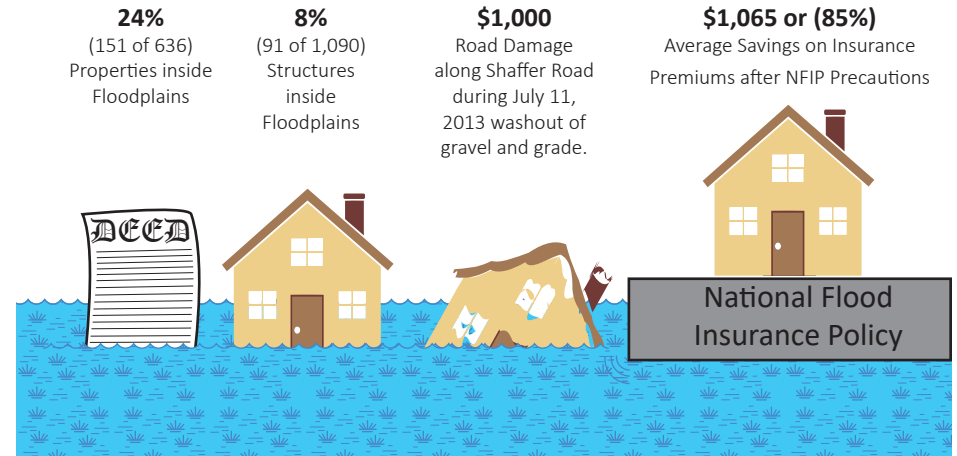 24%
(151 of 636)
Properties inside
Floodplains
8%
(91 of 1,090)
Structures
inside
Floodplains
$1,000
Road Damage
along Shaffer Road
during July 11,
2013 washout of
gravel and grade.
$1,065 or (85%)
Average Savings on Insurance
Premiums after NFIP Precautions
DEED
National Flood
Insurance Policy